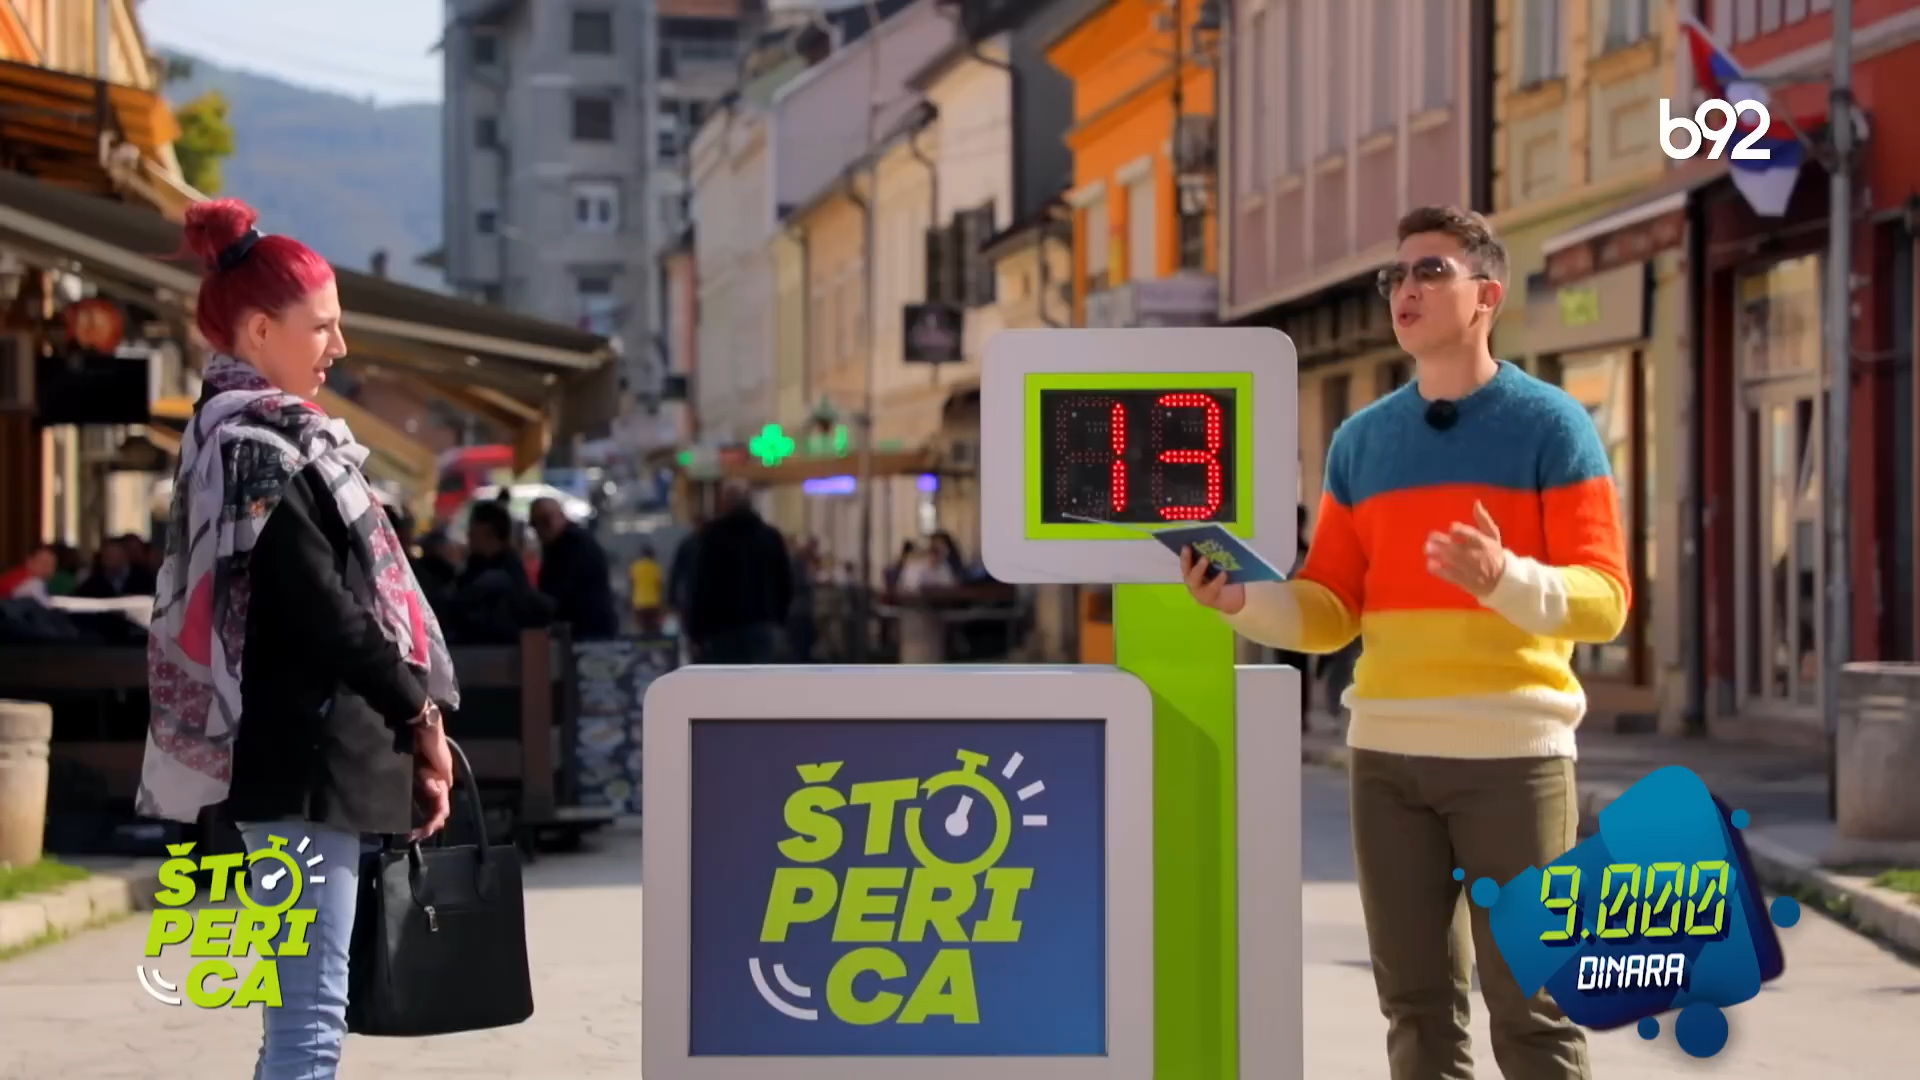 b92
13
ŠTO
PERI
CA
ŠTO
PERI
CA
9.000
DINARA